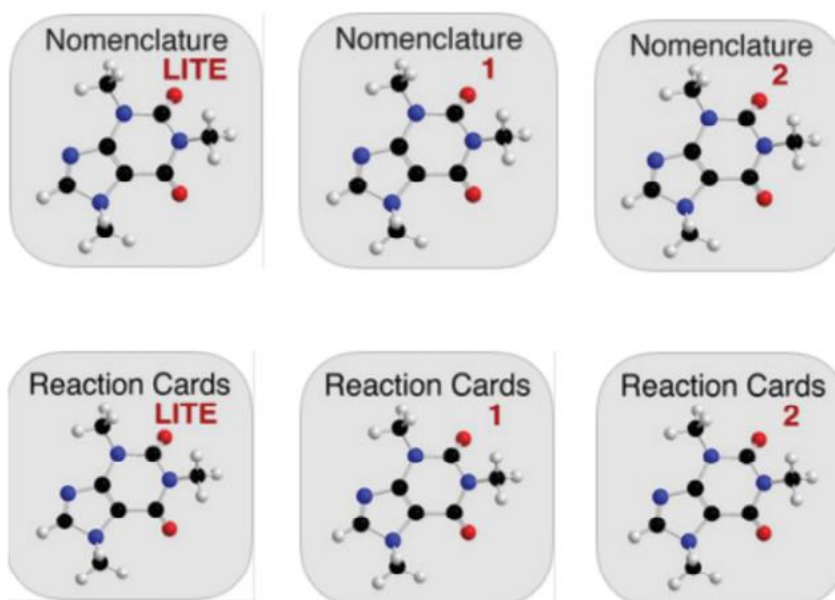 Nomenclature
LITE
Nomenclature
1
Nomenclature
2
Reaction Cards
LITE
Reaction Cards
1
Reaction Cards
2